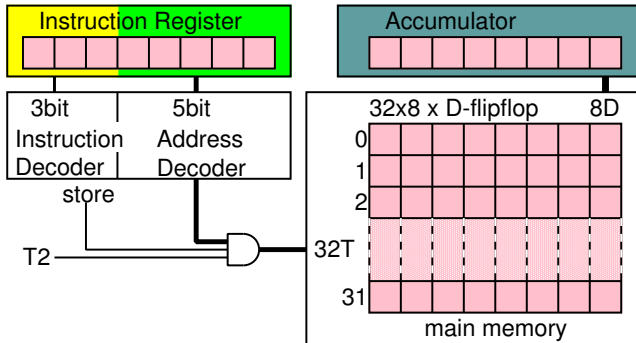 Instruction Register
Accumulator
3bit
5bit
32x8 x D-flipflop
8D
Instruction
Decoder
Address
Decoder
0
1
2
store
T2
32T
31
main memory